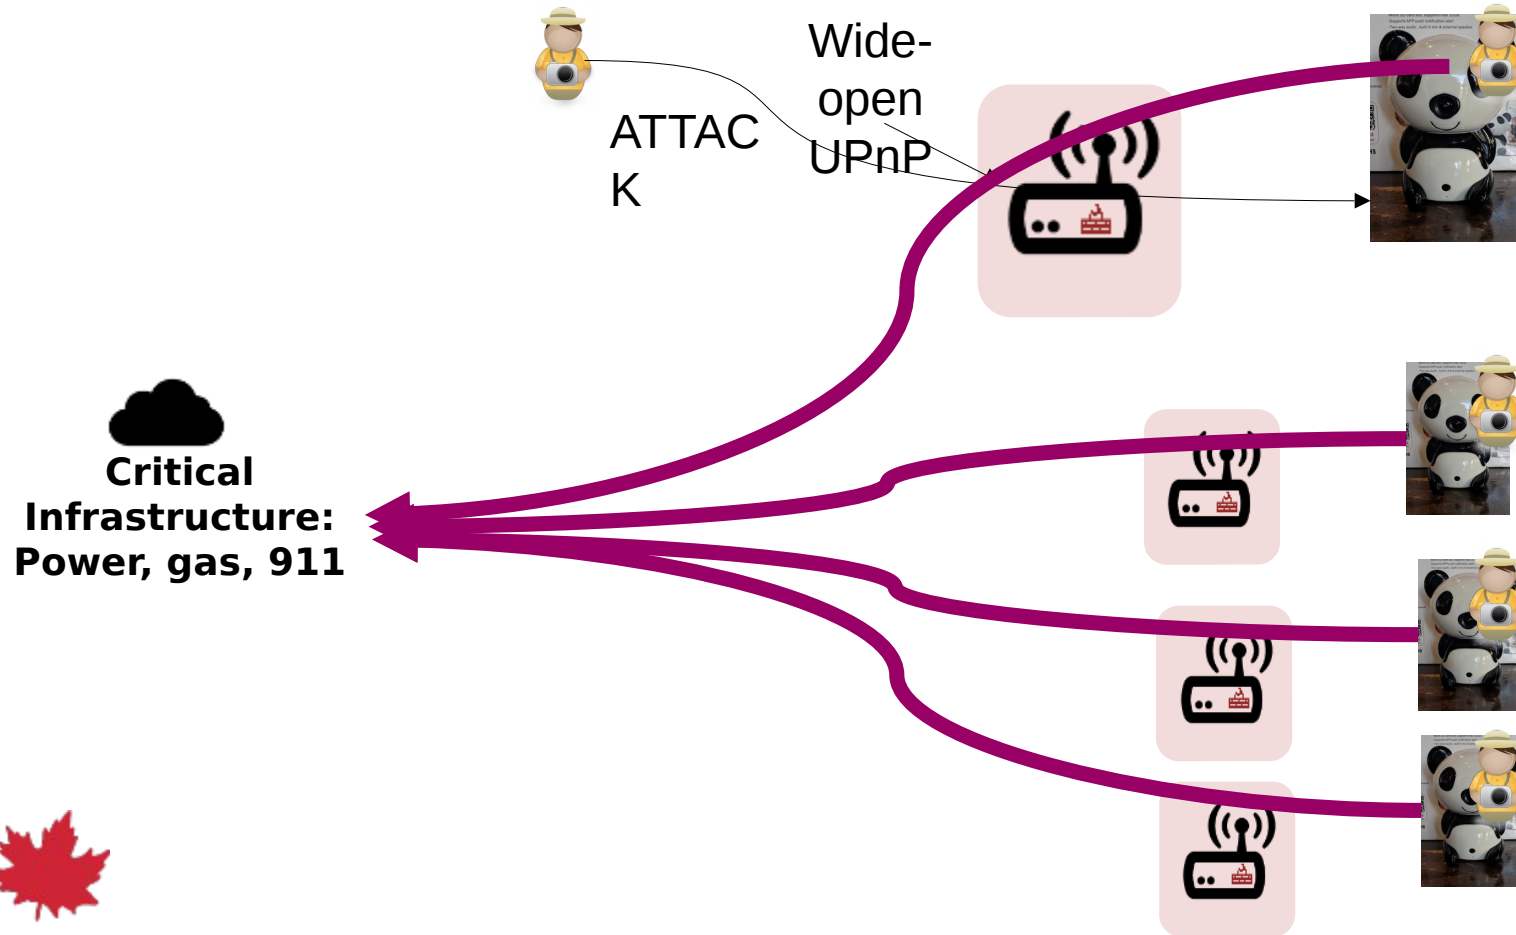 Wide-
open
UPnP
ATTAC
K
Critical
Infrastructure:
Power, gas, 911